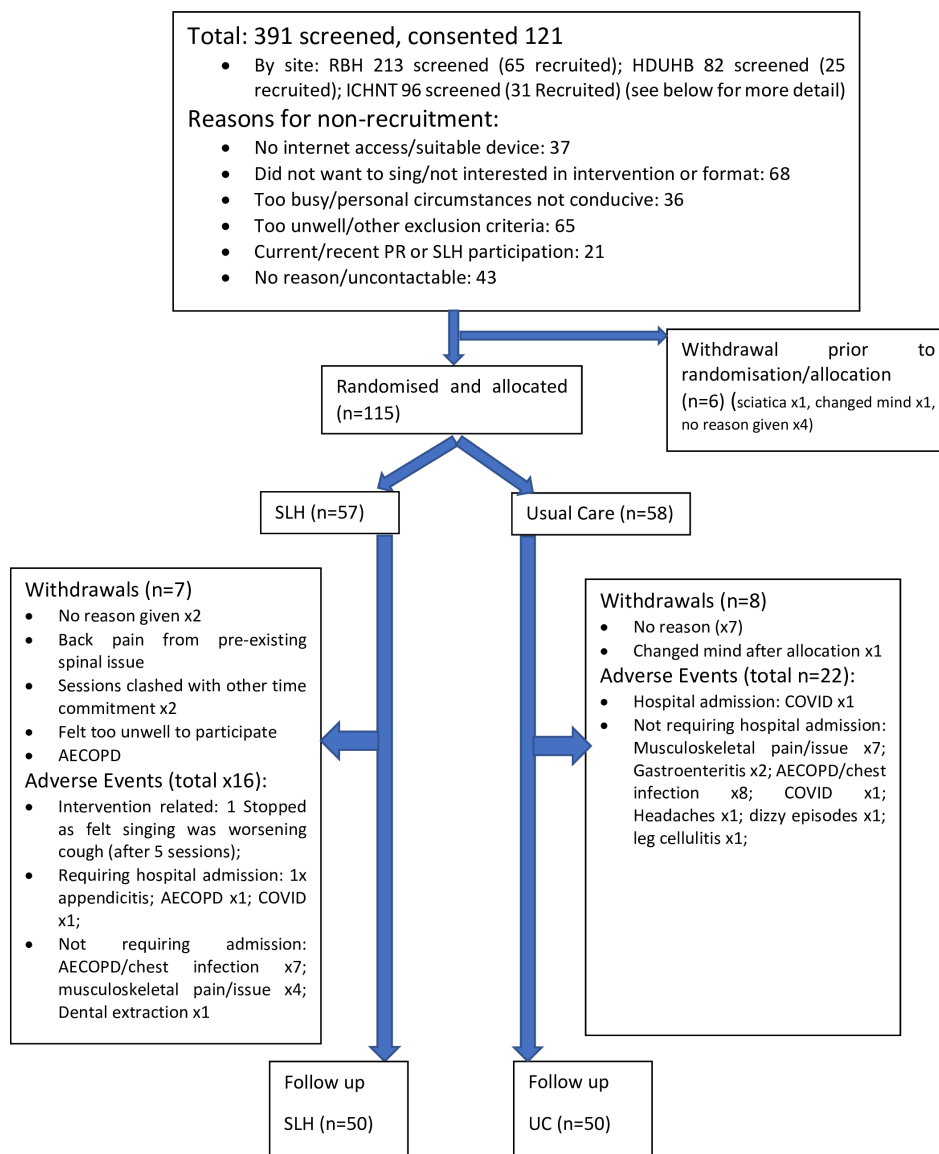 Total: 391 screened, consented 121
• By site: RBH 213 screened (65 recruited); HDUHB 82 screened (25
recruited); ICHNT 96 screened (31 Recruited) (see below for more detail)
Reasons for non-recruitment:
• No internet access/suitable device: 37
• Did not want to sing/not interested in intervention or format: 68
• Too busy/personal circumstances not conducive: 36
• Too unwell/other exclusion criteria: 65
• Current/recent PR or SLH participation: 21
• No reason/uncontactable: 43
Withdrawal prior to
randomisation/allocation
(n=6) (sciatica x1, changed mind x1,
no reason given x4)
Randomised and allocated
(n=115)
SLH (n=57)
Usual Care (n=58)
Withdrawals (n=7)
• No reason given x2
• Back pain from pre-existing
spinal issue
• Sessions clashed with other time
commitment x2
• Felt too unwell to participate
• AECOPD
Adverse Events (total x16):
• Intervention related: 1 Stopped
as felt singing was worsening
cough (after 5 sessions);
• Requiring hospital admission: 1x
appendicitis; AECOPD x1; COVID
x1;
• Not requiring admission:
AECOPD/chest infection x7;
musculoskeletal pain/issue x4;
Dental extraction x1
Withdrawals (n=8)
• No reason (x7)
• Changed mind after allocation x1
Adverse Events (total n=22):
• Hospital admission: COVID x1
• Not requiring hospital admission:
Musculoskeletal pain/issue x7;
Gastroenteritis x2; AECOPD/chest
infection x8; COVID x1;
Headaches x1; dizzy episodes x1;
leg cellulitis x1;
Follow up
SLH (n=50)
Follow up
UC (n=50)